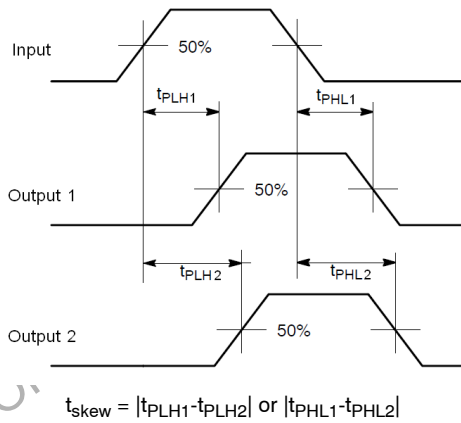 Input
50%
tPLH1
tPHL1
Output 1
50%
tPLH2
tPHL2
Output 2
50%
tskew = |tPLH1-tPLH2| or |tPHL1-tPHL2|